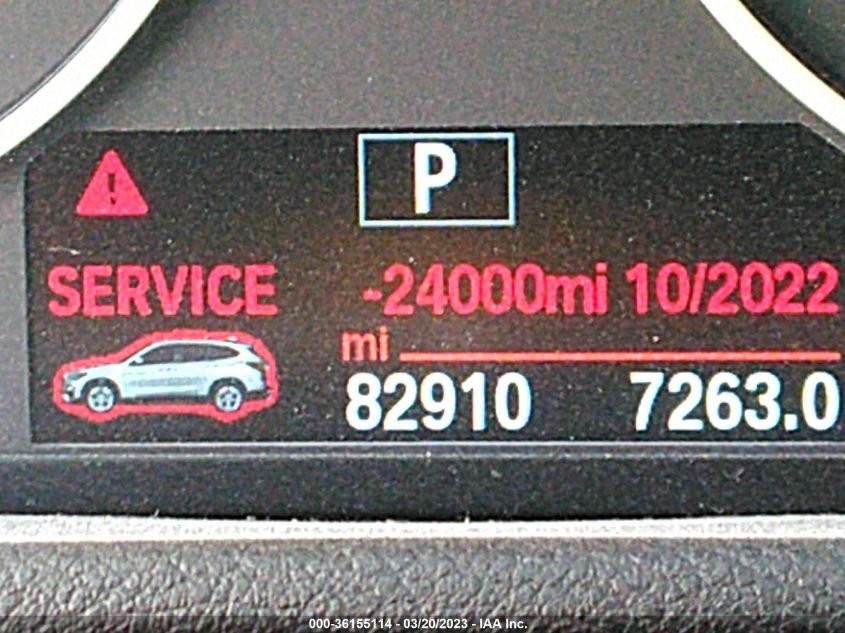 P
SERVICE -24000mi 10/2022
mi
82910 7263.0
000-36155114 - 03/20/2023 - IAA Inc.